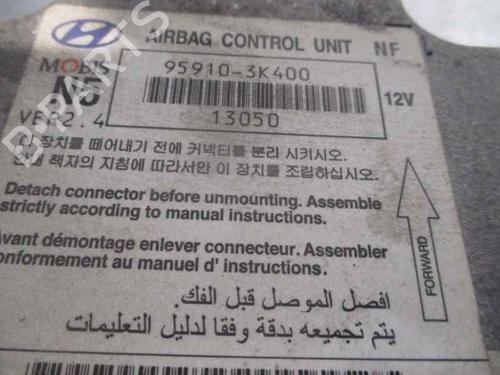 AIRBAG CONTROL UNIT NF
MOBIS
N5
95910-3K400
13050
12V
VER2.4
이 장치를 떼어내기 전에 커넥터를 분리 시키시오.
책자의 지침에 따라서만 이 장치를 조립하십시오.
Detach connector before unmounting. Assemble
strictly according to manual instructions.
Avant démontage enlever connecteur. Assembler
conformement au manuel d' instructions.
FORWARD
افصل الموصل قبل الفك.
يتم تجميعه بدقة وفقا لدليل التعليمات
B-PARTS